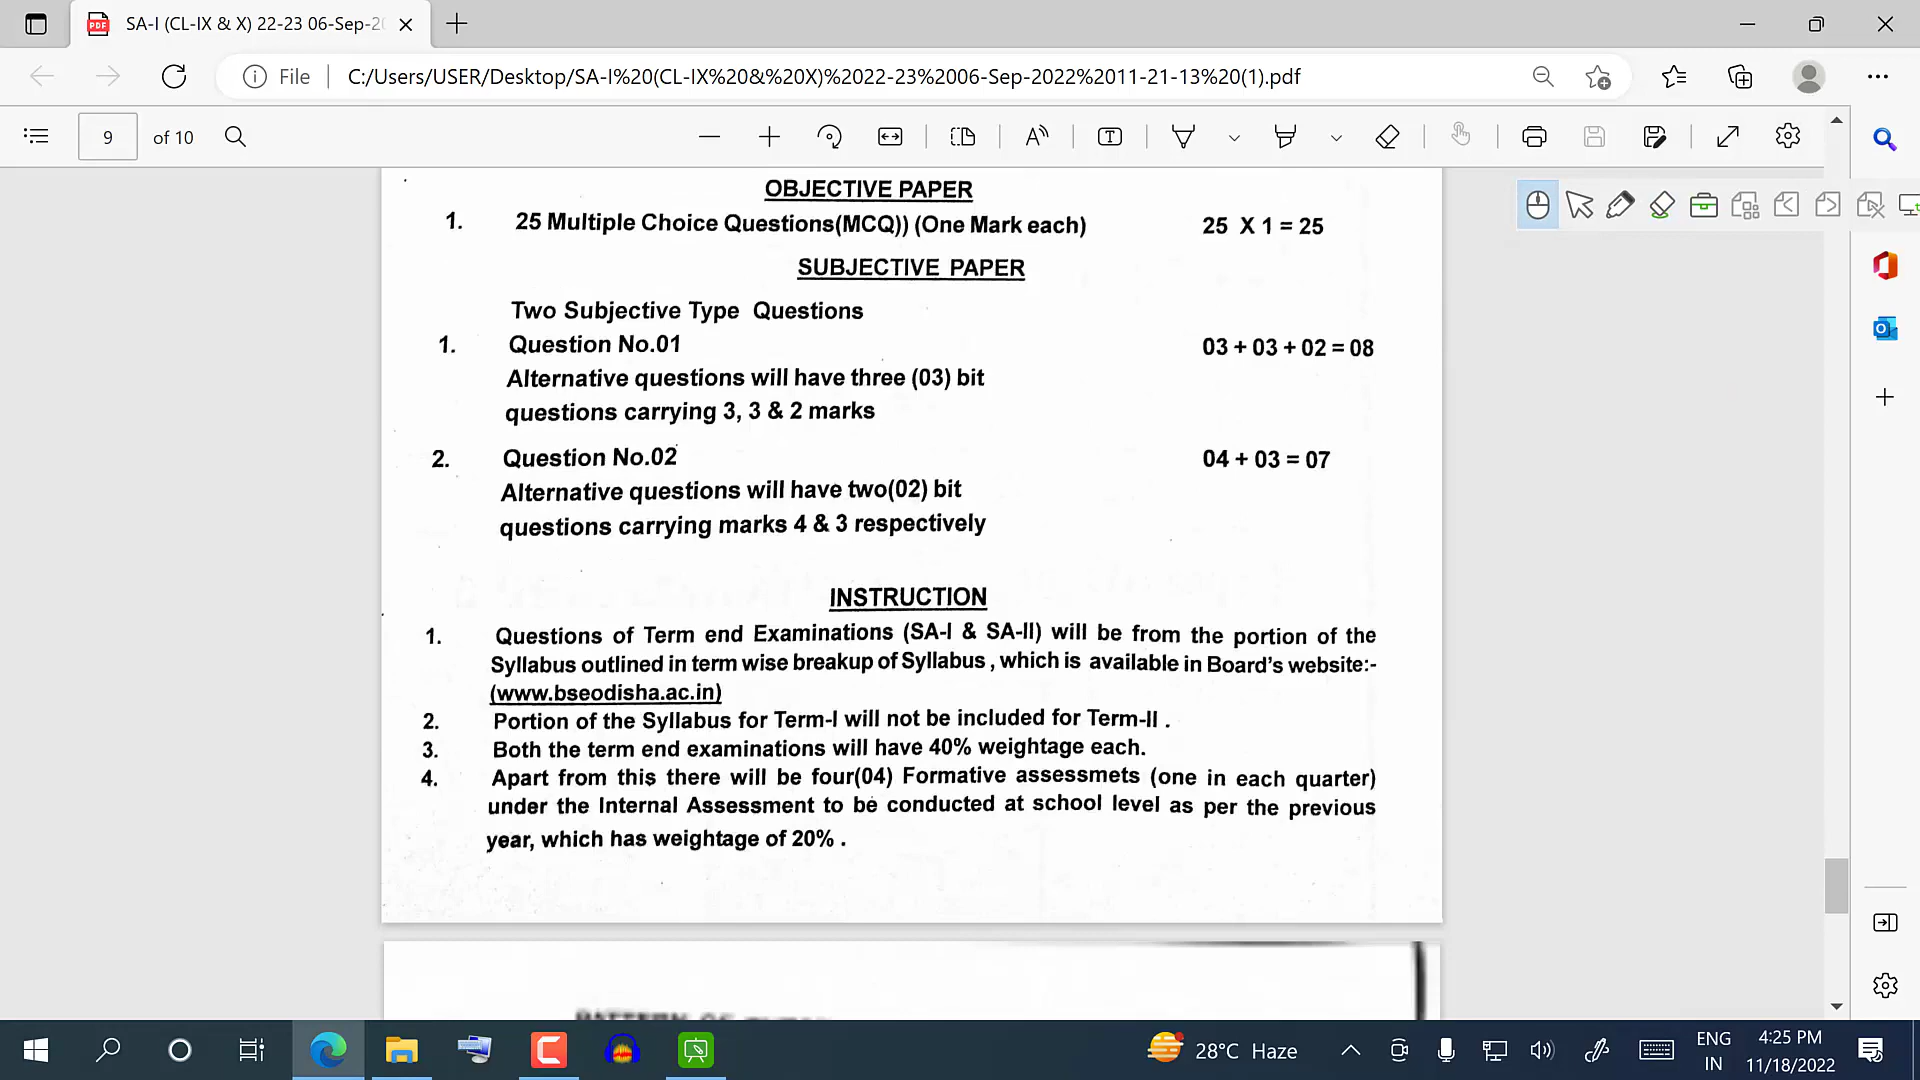 SA-I (CL-IX & X) 22-23 06-Sep-20
File
C:/Users/USER/Desktop/SA-I%20(CL-IX%20&%20X)%2022-23%2006-Sep-2022%2011-21-13%20(1).pdf
9 of 10
OBJECTIVE PAPER
1. 25 Multiple Choice Questions(MCQ)) (One Mark each) 25 X 1 = 25
SUBJECTIVE PAPER
Two Subjective Type Questions
1. Question No.01 03 + 03 + 02 = 08
Alternative questions will have three (03) bit
questions carrying 3, 3 & 2 marks
2. Question No.02 04 + 03 = 07
Alternative questions will have two(02) bit
questions carrying marks 4 & 3 respectively
INSTRUCTION
1. Questions of Term end Examinations (SA-I & SA-II) will be from the portion of the
Syllabus outlined in term wise breakup of Syllabus , which is available in Board's website:-
(www.bseodisha.ac.in)
2. Portion of the Syllabus for Term-I will not be included for Term-II .
3. Both the term end examinations will have 40% weightage each.
4. Apart from this there will be four(04) Formative assessmets (one in each quarter)
under the Internal Assessment to be conducted at school level as per the previous
year, which has weightage of 20% .
28°C Haze
ENG
IN
4:25 PM
11/18/2022